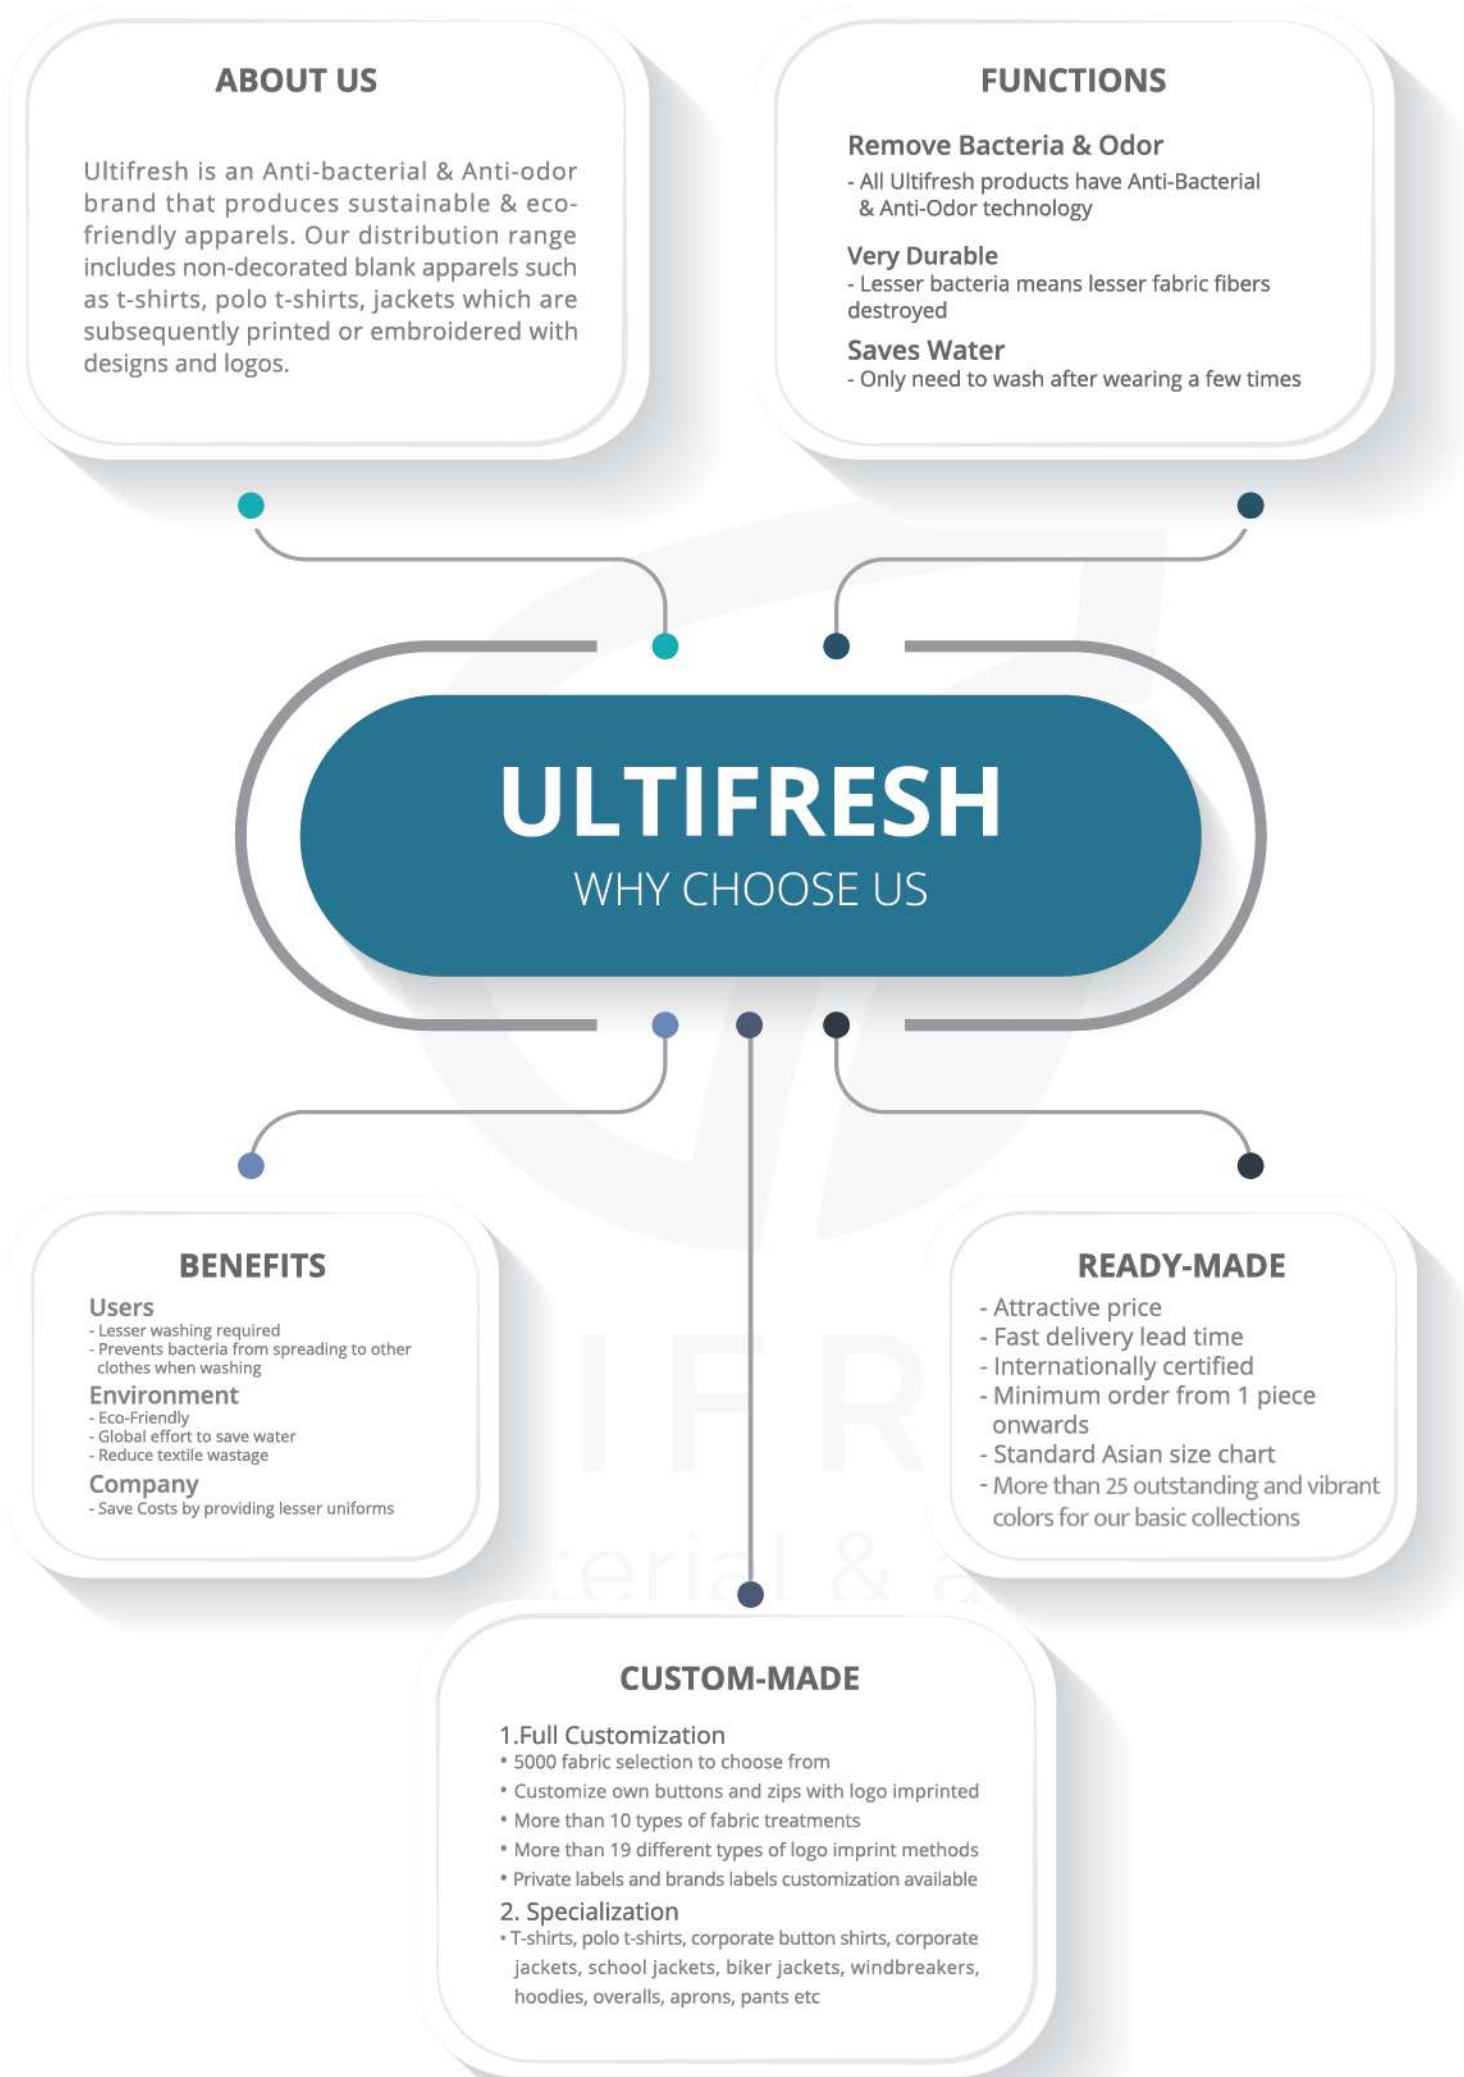 ABOUT US
Ultifresh is an Anti-bacterial & Anti-odor
brand that produces sustainable & eco-
friendly apparels. Our distribution range
includes non-decorated blank apparels such
as t-shirts, polo t-shirts, jackets which are
subsequently printed or embroidered with
designs and logos.
FUNCTIONS
Remove Bacteria & Odor
- All Ultifresh products have Anti-Bacterial
& Anti-Odor technology
Very Durable
- Lesser bacteria means lesser fabric fibers
destroyed
Saves Water
- Only need to wash after wearing a few times
ULTIFRESH
WHY CHOOSE US
BENEFITS
Users
- Lesser washing required
- Prevents bacteria from spreading to other
clothes when washing
Environment
- Eco-Friendly
- Global effort to save water
- Reduce textile wastage
Company
- Save Costs by providing lesser uniforms
READY-MADE
- Attractive price
- Fast delivery lead time
- Internationally certified
- Minimum order from 1 piece
onwards
- Standard Asian size chart
- More than 25 outstanding and vibrant
colors for our basic collections
CUSTOM-MADE
1.Full Customization
• 5000 fabric selection to choose from
• Customize own buttons and zips with logo imprinted
• More than 10 types of fabric treatments
• More than 19 different types of logo imprint methods
• Private labels and brands labels customization available
2. Specialization
• T-shirts, polo t-shirts, corporate button shirts, corporate
jackets, school jackets, biker jackets, windbreakers,
hoodies, overalls, aprons, pants etc